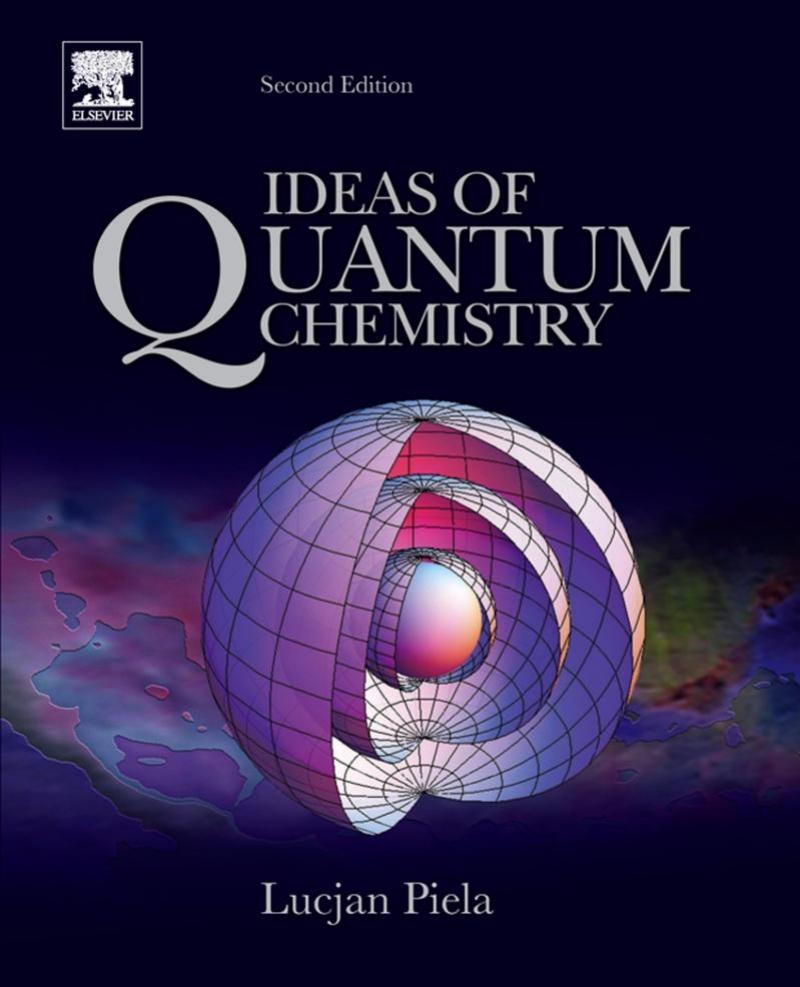 ELSEVIER
Second Edition
IDEAS OF
QUANTUM
CHEMISTRY
Lucjan Piela